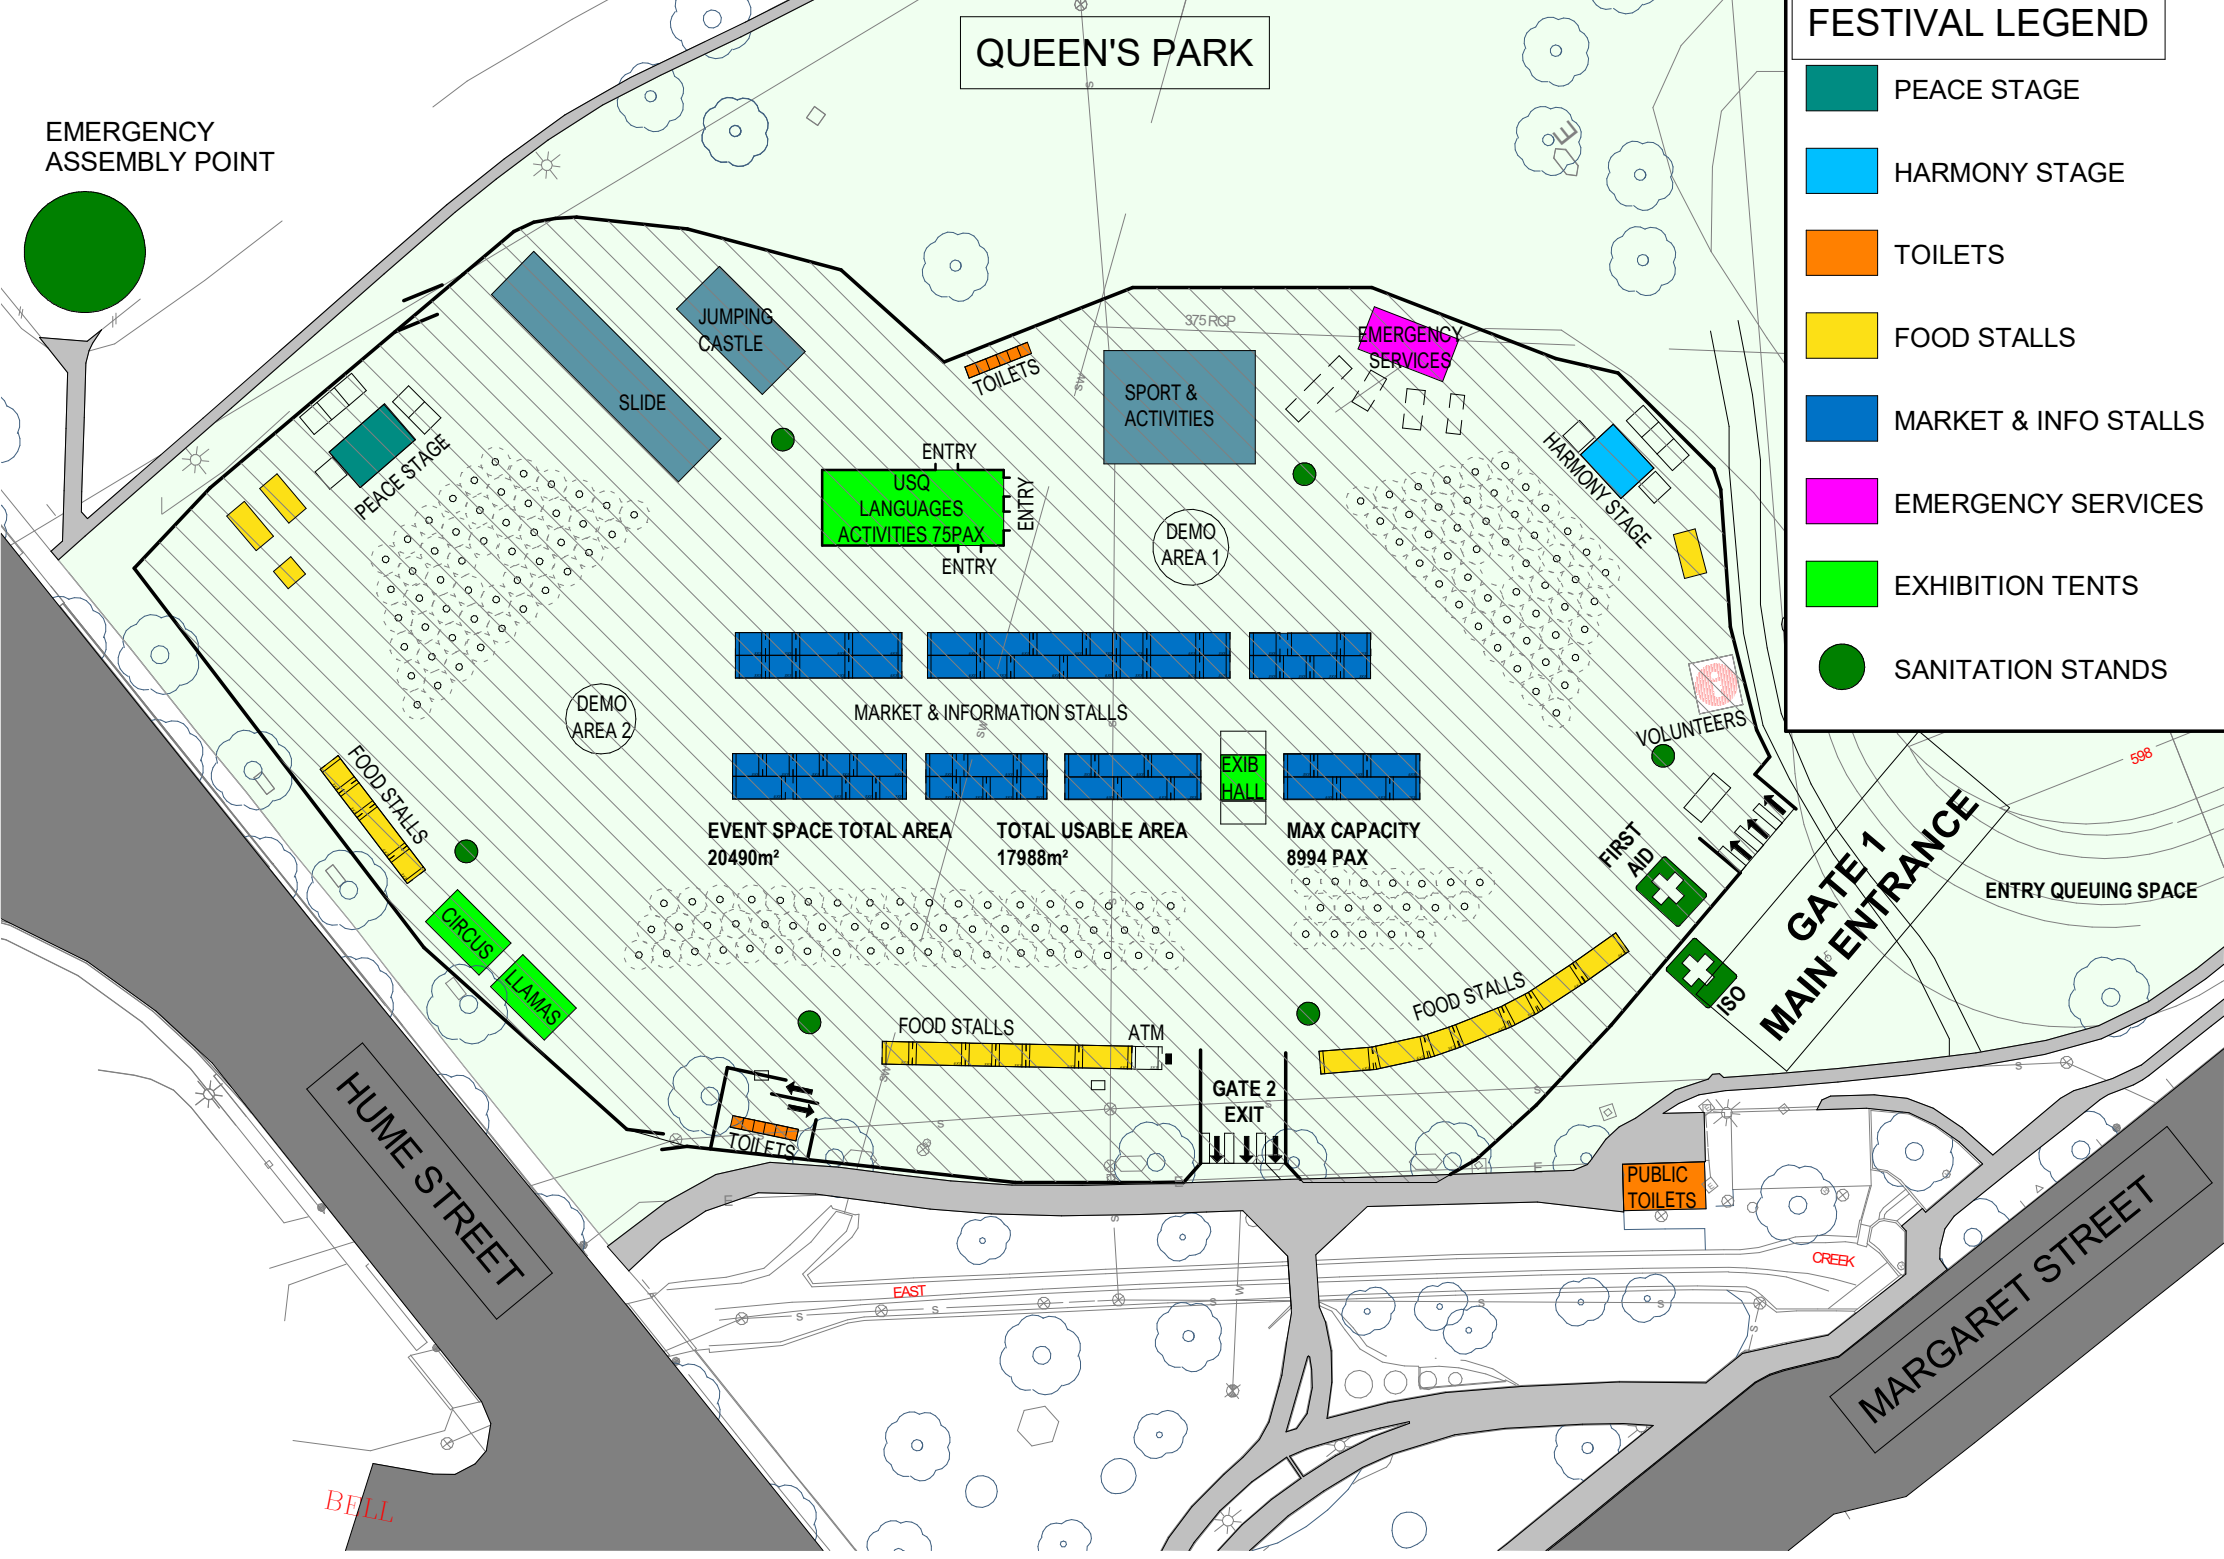 QUEEN'S PARK
FESTIVAL LEGEND
PEACE STAGE
HARMONY STAGE
TOILETS
FOOD STALLS
MARKET & INFO STALLS
EMERGENCY SERVICES
EXHIBITION TENTS
SANITATION STANDS
EMERGENCY
ASSEMBLY POINT
JUMPING
CASTLE
SLIDE
TOILETS
375 RCP
SPORT &
ACTIVITIES
EMERGENCY
SERVICES
PEACE STAGE
HARMONY STAGE
ENTRY
USQ
LANGUAGES
ACTIVITIES 75PAX
ENTRY
ENTRY
DEMO
AREA 1
DEMO
AREA 2
MARKET & INFORMATION STALLS
VOLUNTEERS
EXIB
HALL
FOOD STALLS
EVENT SPACE TOTAL AREA
20490m²
TOTAL USABLE AREA
17988m²
MAX CAPACITY
8994 PAX
FIRST
AID
GATE 1
MAIN ENTRANCE
ENTRY QUEUING SPACE
598
ISO
CIRCUS
LLAMAS
FOOD STALLS
ATM
FOOD STALLS
GATE 2
EXIT
TOILETS
PUBLIC
TOILETS
HUME STREET
MARGARET STREET
EAST
CREEK
BELL
E
SW
SW
SW
S
S
S
S
S
S
S
S
S
S
S
S
W
E
E